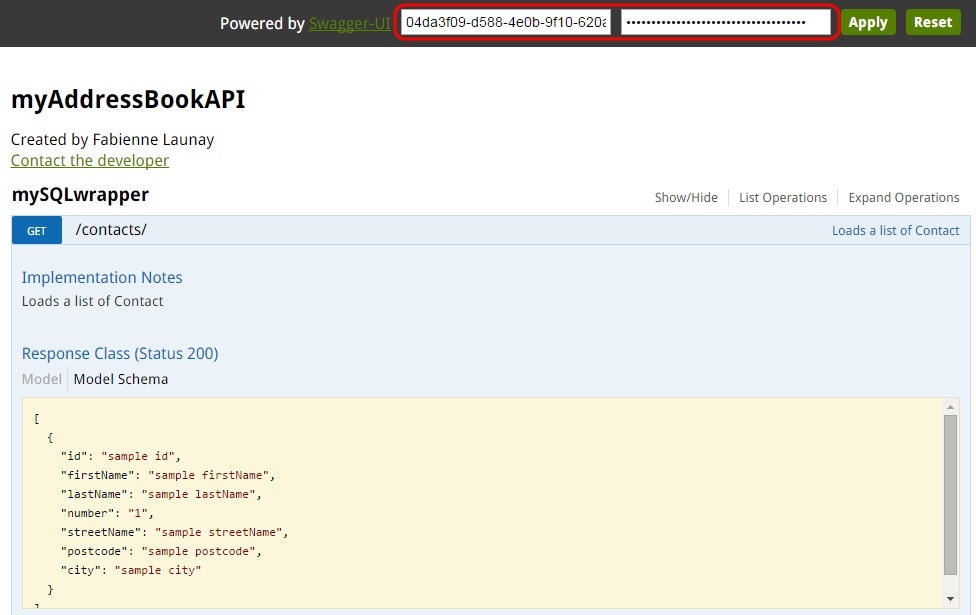 Powered by Swagger-UI 04da3f09-d588-4e0b-9f10-620a •••••••••••••••••••••••••••••••••••• Apply Reset
myAddressBookAPI
Created by Fabienne Launay
Contact the developer
mySQLwrapper Show/Hide List Operations Expand Operations
GET /contacts/ Loads a list of Contact
Implementation Notes
Loads a list of Contact
Response Class (Status 200)
Model Model Schema
[
{
"id": "sample id",
"firstName": "sample firstName",
"lastName": "sample lastName",
"number": "1",
"streetName": "sample streetName",
"postcode": "sample postcode",
"city": "sample city"
}
]